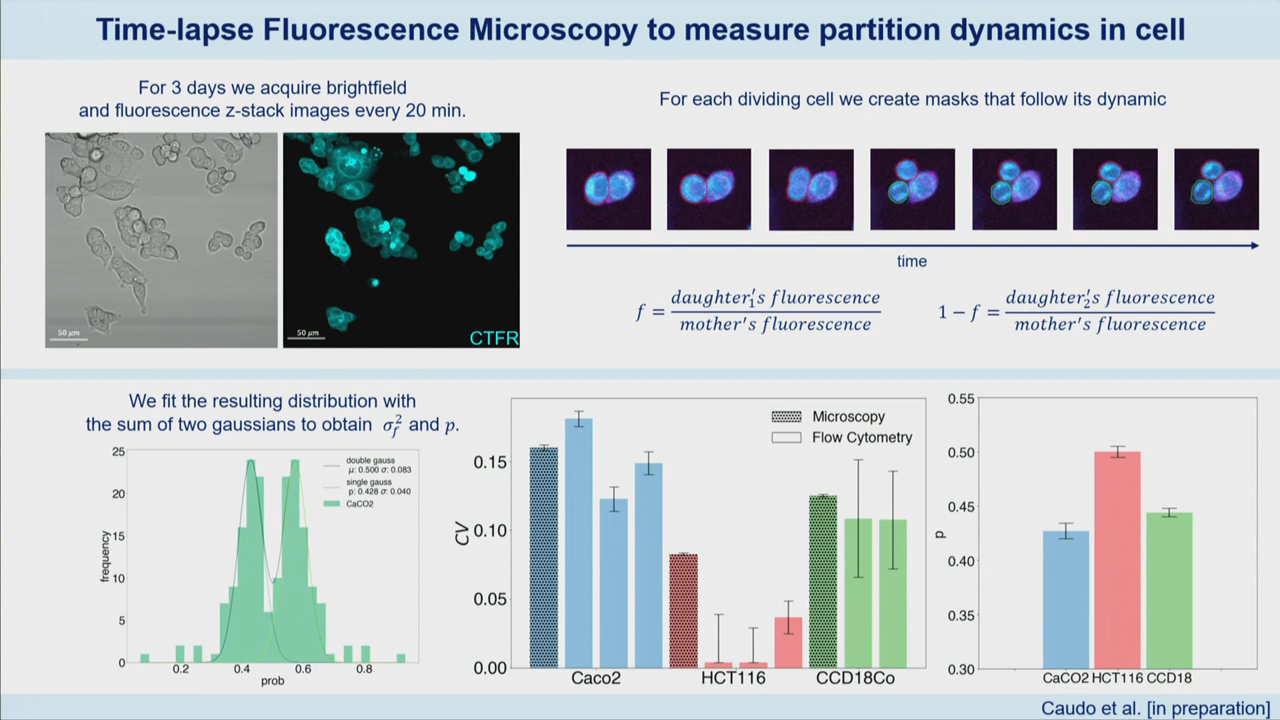 Time-lapse Fluorescence Microscopy to measure partition dynamics in cell
For 3 days we acquire brightfield
and fluorescence z-stack images every 20 min.
50 μm
50 μm
CTFR
For each dividing cell we create masks that follow its dynamic
time
f = daughter₁'s fluorescence / mother's fluorescence
1 − f = daughter₂'s fluorescence / mother's fluorescence
We fit the resulting distribution with
the sum of two gaussians to obtain σ_f^2 and p.
25
20
15
10
5
0
frequency
0.2 0.4 0.6 0.8
prob
double gauss
μ: 0.500 σ: 0.083
single gauss
p: 0.428 σ: 0.040
CaCO2
CV
0.15
0.10
0.05
0.00
Microscopy
Flow Cytometry
Caco2 HCT116 CCD18Co
p
0.55
0.50
0.45
0.40
0.35
0.30
CaCO2 HCT116 CCD18
Caudo et al. [in preparation]